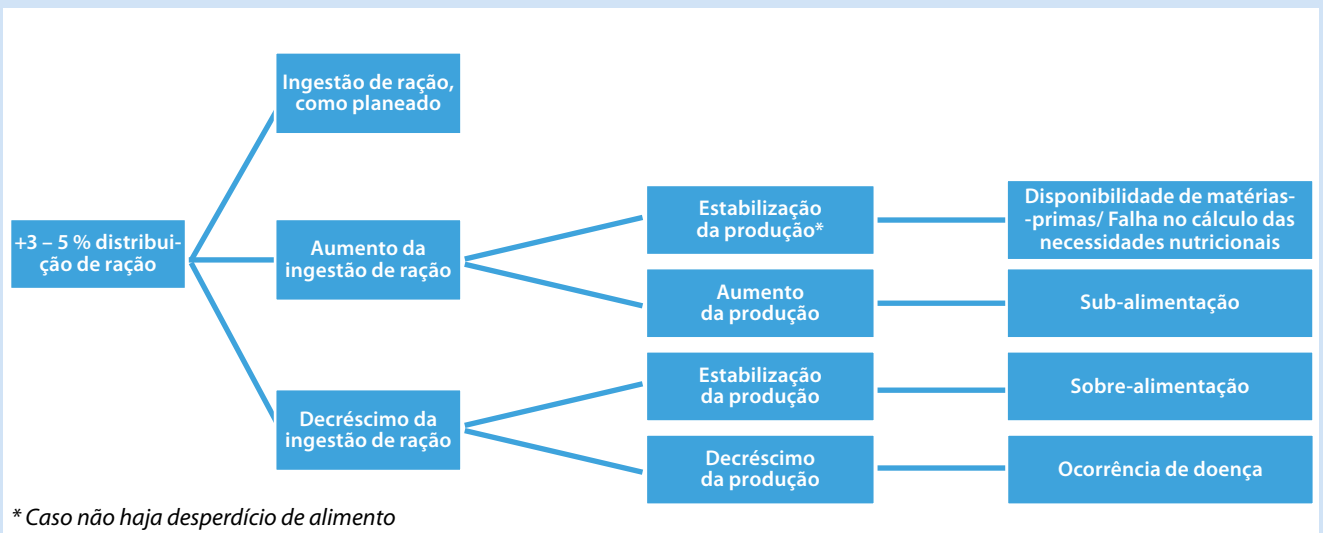 Ingestão de ração,
como planeado
+3 – 5 % distribui-
ção de ração
Aumento da
ingestão de ração
Decréscimo da
ingestão de ração
Estabilização
da produção*
Aumento
da produção
Estabilização
da produção
Decréscimo
da produção
Disponibilidade de matérias-
-primas/ Falha no cálculo das
necessidades nutricionais
Sub-alimentação
Sobre-alimentação
Ocorrência de doença
* Caso não haja desperdício de alimento